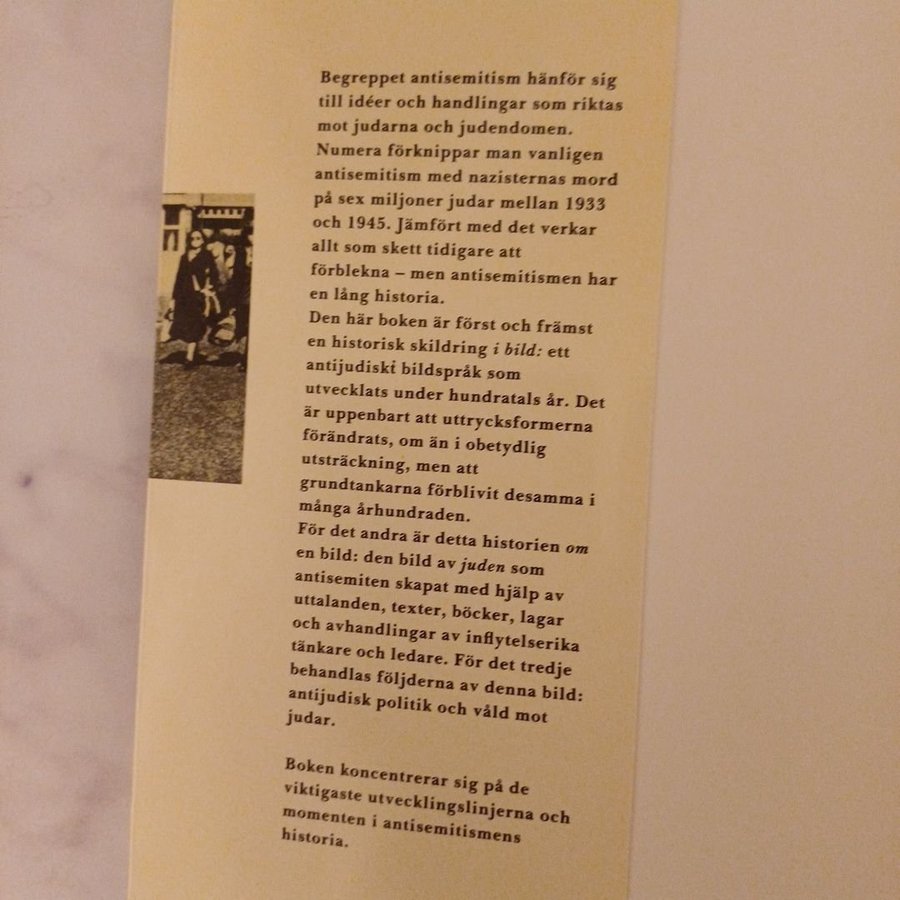 Begreppet antisemitism hänför sig
till idéer och handlingar som riktas
mot judarna och judendomen.
Numera förknippar man vanligen
antisemitism med nazisternas mord
på sex miljoner judar mellan 1933
och 1945. Jämfört med det verkar
allt som skett tidigare att
förblekna – men antisemitismen har
en lång historia.
Den här boken är först och främst
en historisk skildring i bild: ett
antijudiskt bildspråk som
utvecklats under hundratals år. Det
är uppenbart att uttrycksformerna
förändrats, om än i obetydlig
utsträckning, men att
grundtankarna förblivit desamma i
många århundraden.
För det andra är detta historien om
en bild: den bild av juden som
antisemiten skapat med hjälp av
uttalanden, texter, böcker, lagar
och avhandlingar av inflytelserika
tänkare och ledare. För det tredje
behandlas följderna av denna bild:
antijudisk politik och våld mot
judar.
Boken koncentrerar sig på de
viktigaste utvecklingslinjerna och
momenten i antisemitismens
historia.